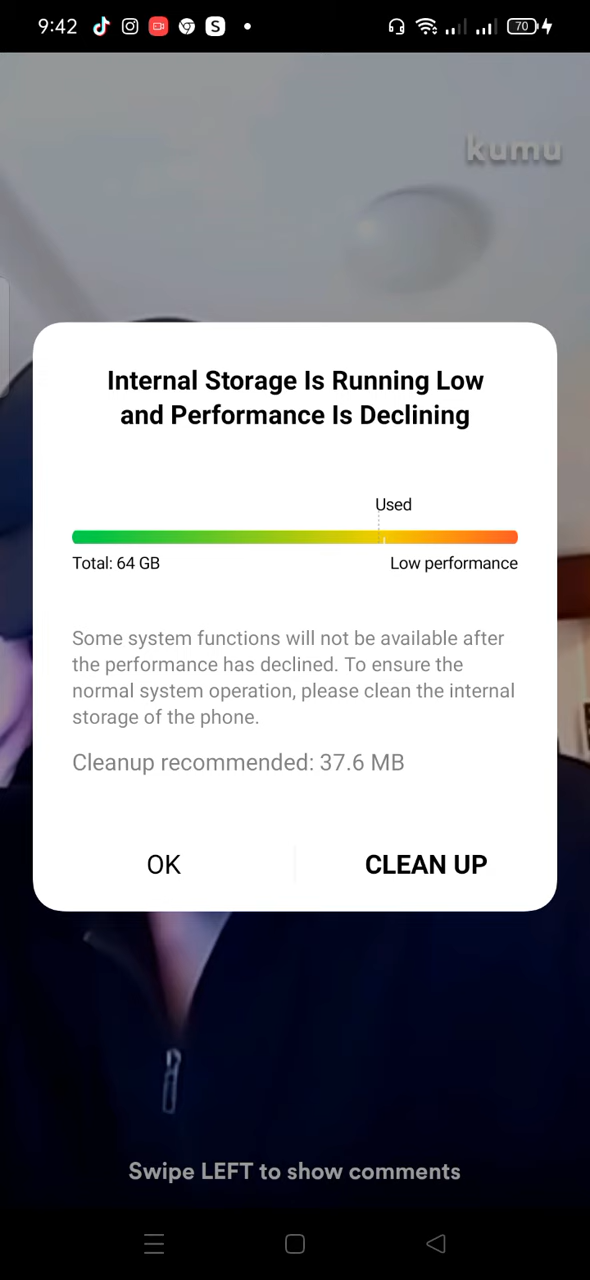 9:42
S
70
kumu
Internal Storage Is Running Low
and Performance Is Declining
Used
Total: 64 GB
Low performance
Some system functions will not be available after
the performance has declined. To ensure the
normal system operation, please clean the internal
storage of the phone.
Cleanup recommended: 37.6 MB
OK
CLEAN UP
Swipe LEFT to show comments